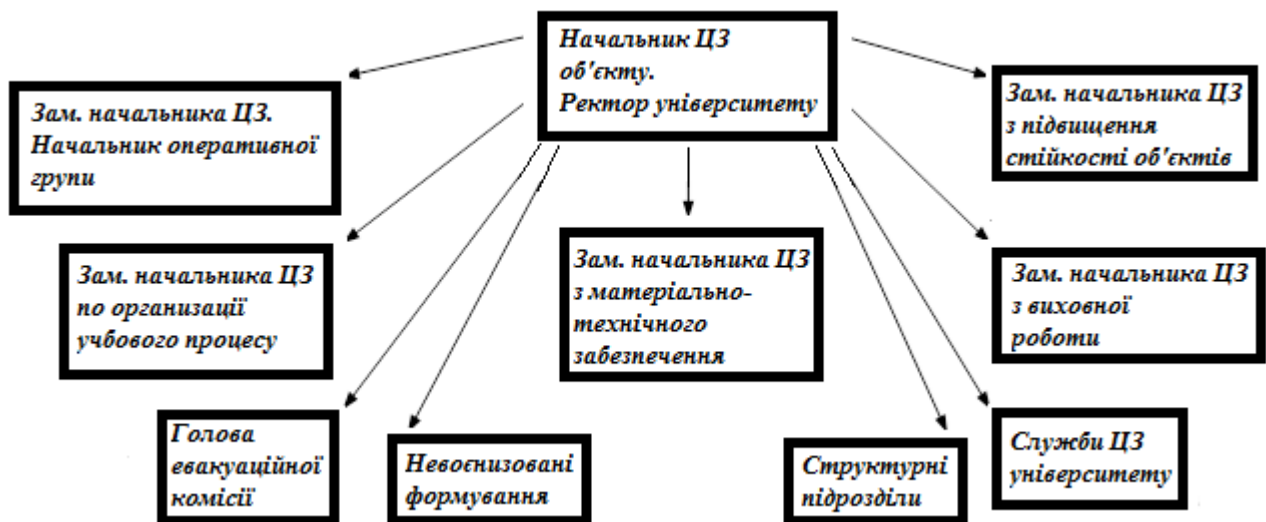 Начальник ЦЗ
об'єкту.
Ректор університету
Зам. начальника ЦЗ.
Начальник оперативної
групи
Зам. начальника ЦЗ
з підвищення
стійкості об'єктів
Зам. начальника ЦЗ
по организації
учбового процесу
Зам. начальника ЦЗ
з матеріально-
технічного
забезпечення
Зам. начальника ЦЗ
з виховної
роботи
Голова
евакуаційної
комісії
Невоєнизовані
формування
Структурні
підрозділи
Служби ЦЗ
університету